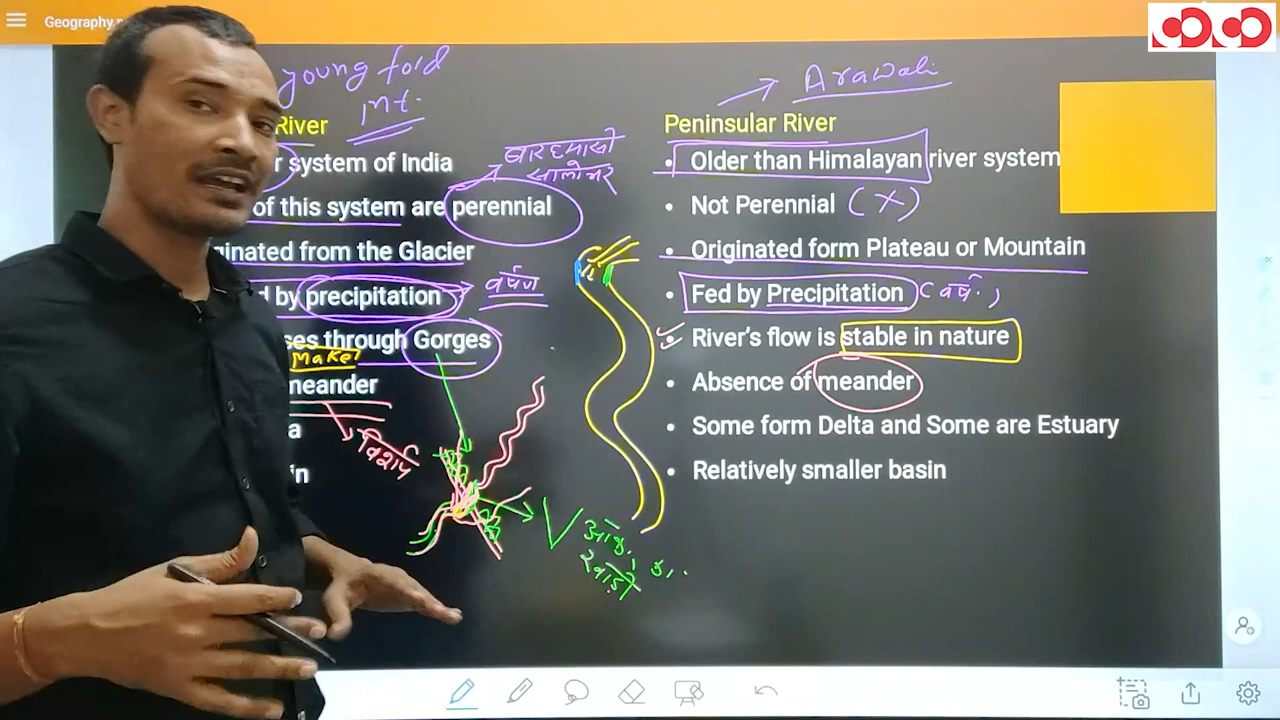 Geography
young fold
mt.
River
r system of India
of this system are perennial
ginated from the Glacier
d by precipitation
ses through Gorges
Make
meander
a
in
बारहमासी
सालोभर
V
→ Arawali
Peninsular River
• Older than Himalayan river system
• Not Perennial (X)
• Originated form Plateau or Mountain
• Fed by Precipitation
• River's flow is stable in nature
• Absence of meander
• Some form Delta and Some are Estuary
• Relatively smaller basin